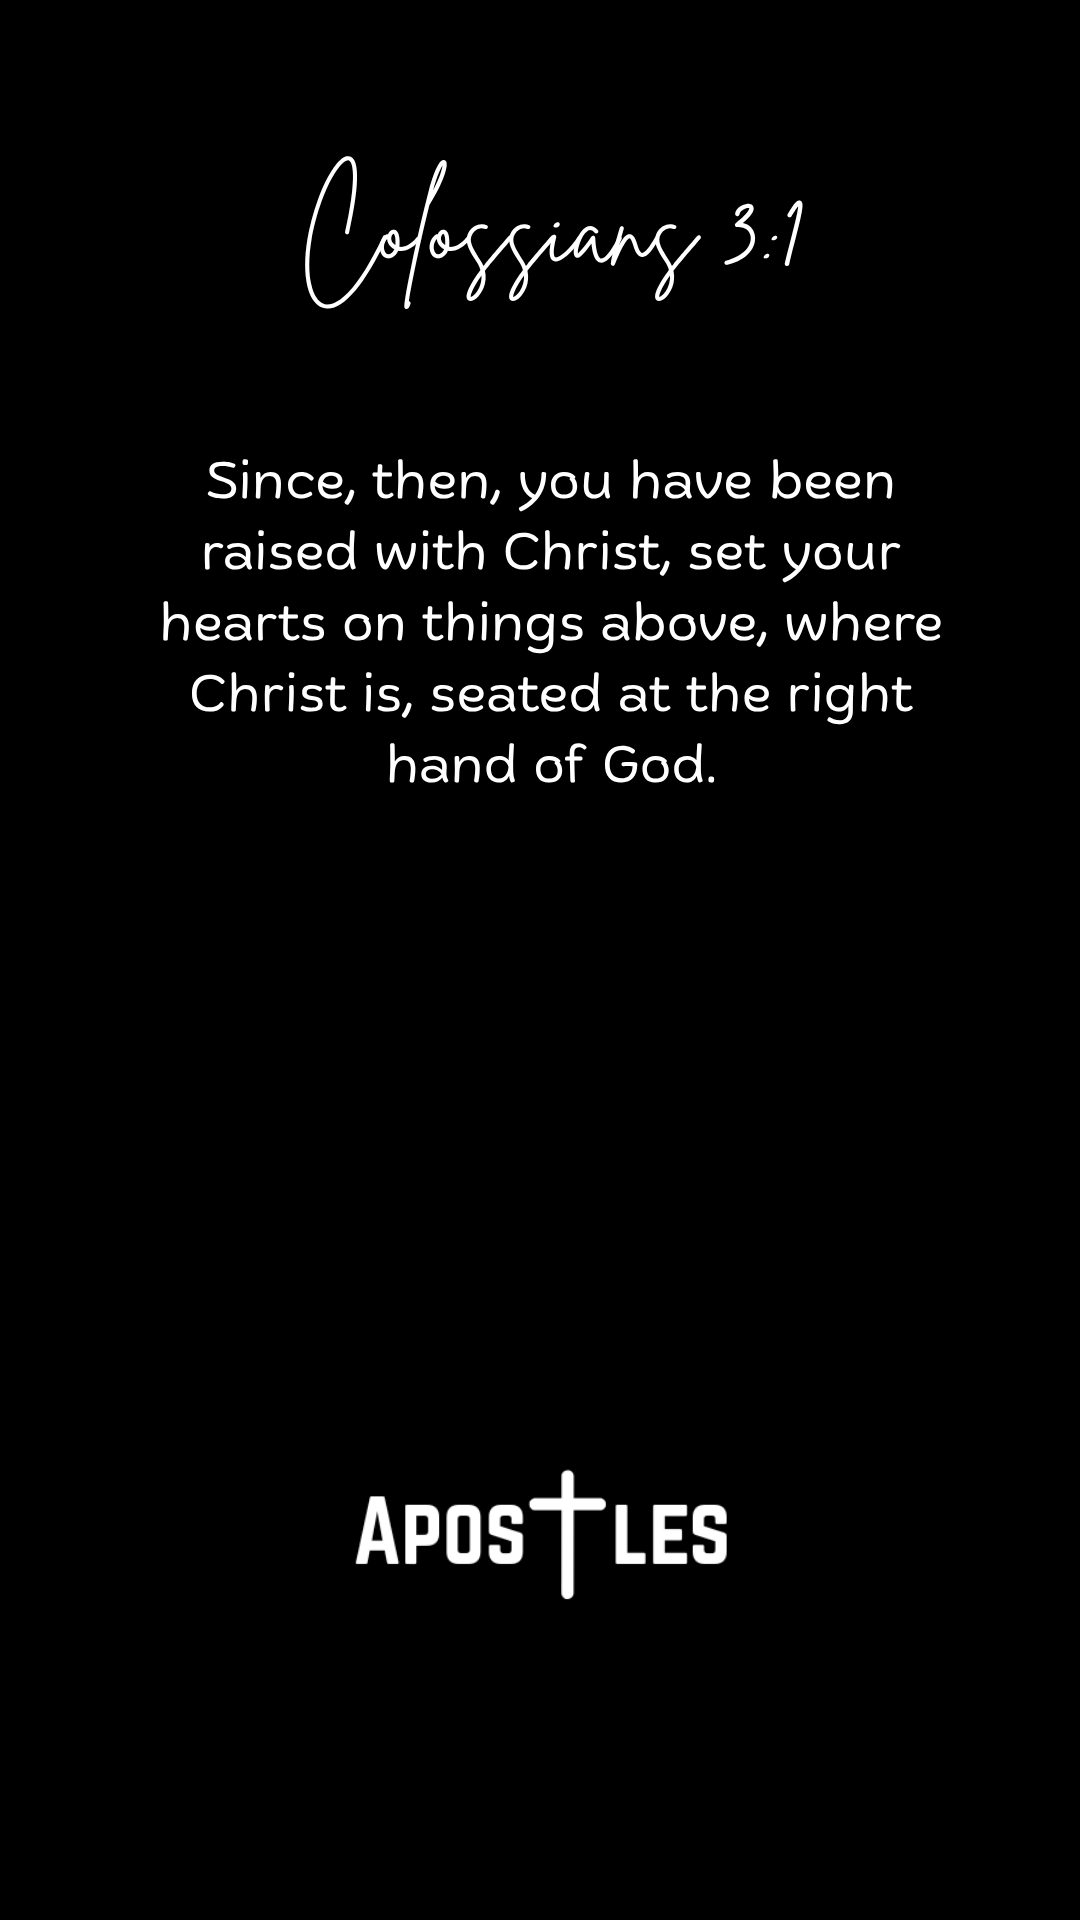 Colossians 3:1
Since, then, you have been
raised with Christ, set your
hearts on things above, where
Christ is, seated at the right
hand of God.
Apostles